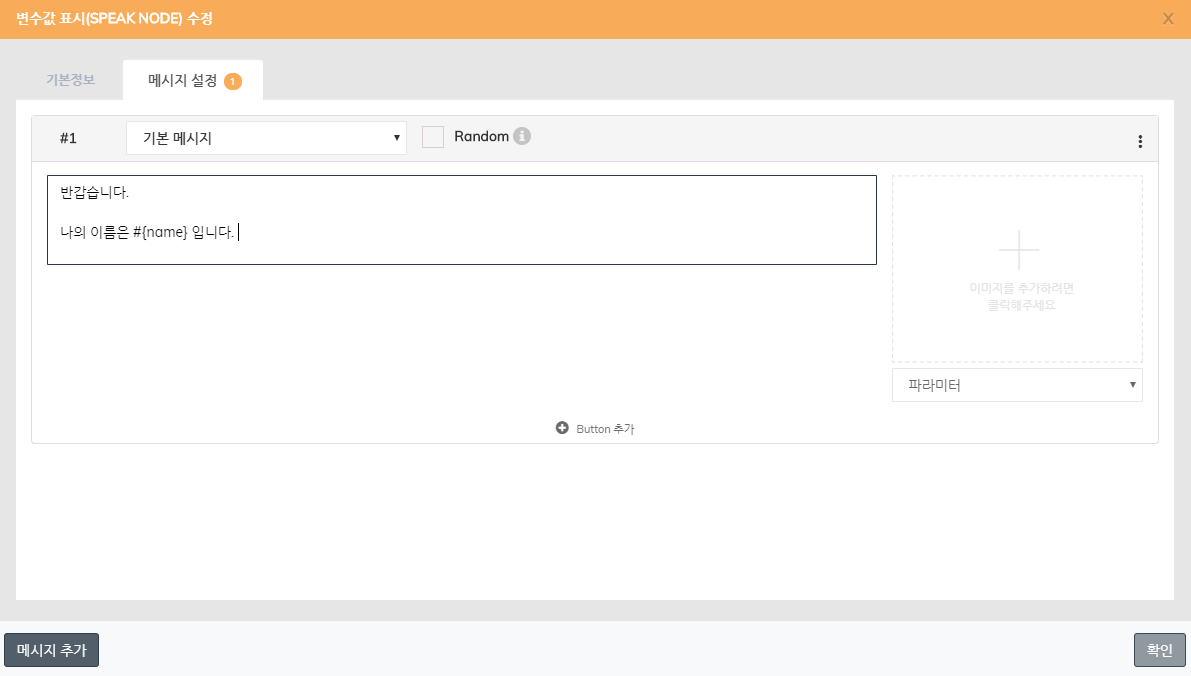 변수값 표시(SPEAK NODE) 수정 X
기본정보 메시지 설정 1
#1 기본 메시지 Random i
반갑습니다.
나의 이름은 #{name} 입니다.
이미지를 추가하려면
클릭해주세요
파라미터
Button 추가
메시지 추가 확인